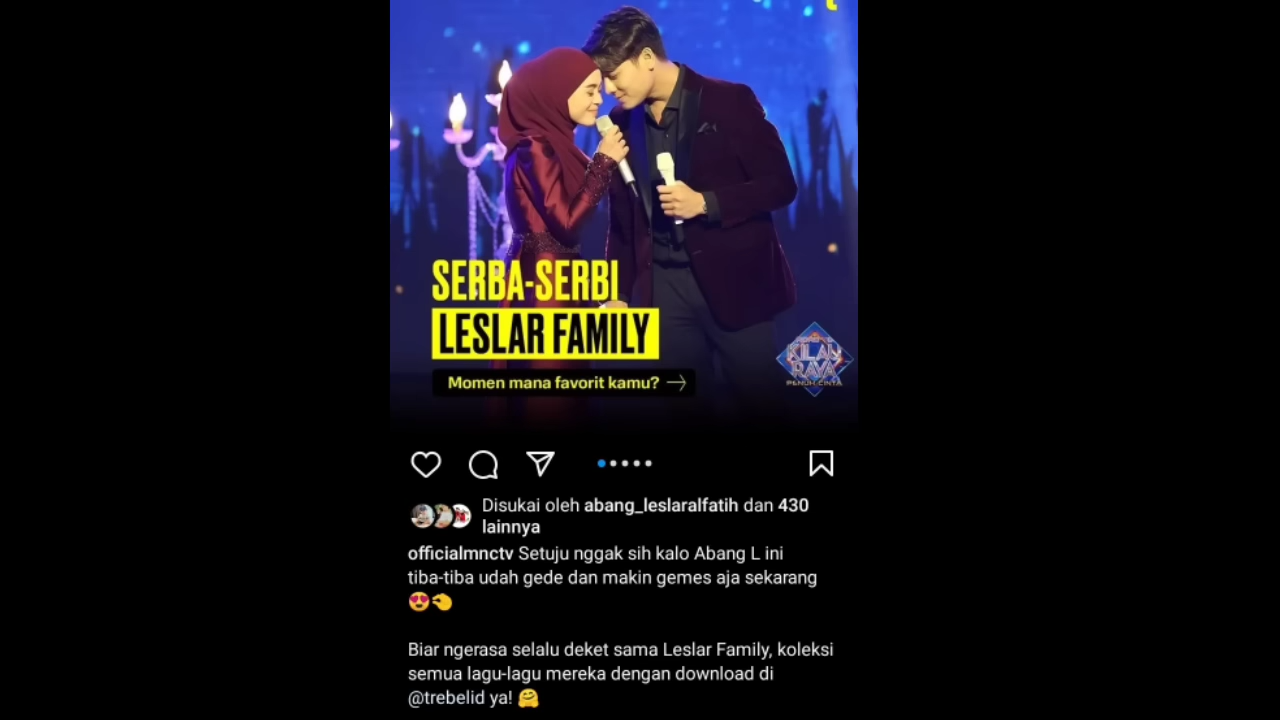 SERBA-SERBI
LESLAR FAMILY
Momen mana favorit kamu? →
KILAU
RAYA
PENUH CINTA
Disukai oleh abang_leslaralfatih dan 430
lainnya
officialmnctv Setuju nggak sih kalo Abang L ini
tiba-tiba udah gede dan makin gemes aja sekarang
😍🤏
Biar ngerasa selalu deket sama Leslar Family, koleksi
semua lagu-lagu mereka dengan download di
@trebelid ya! 🤗